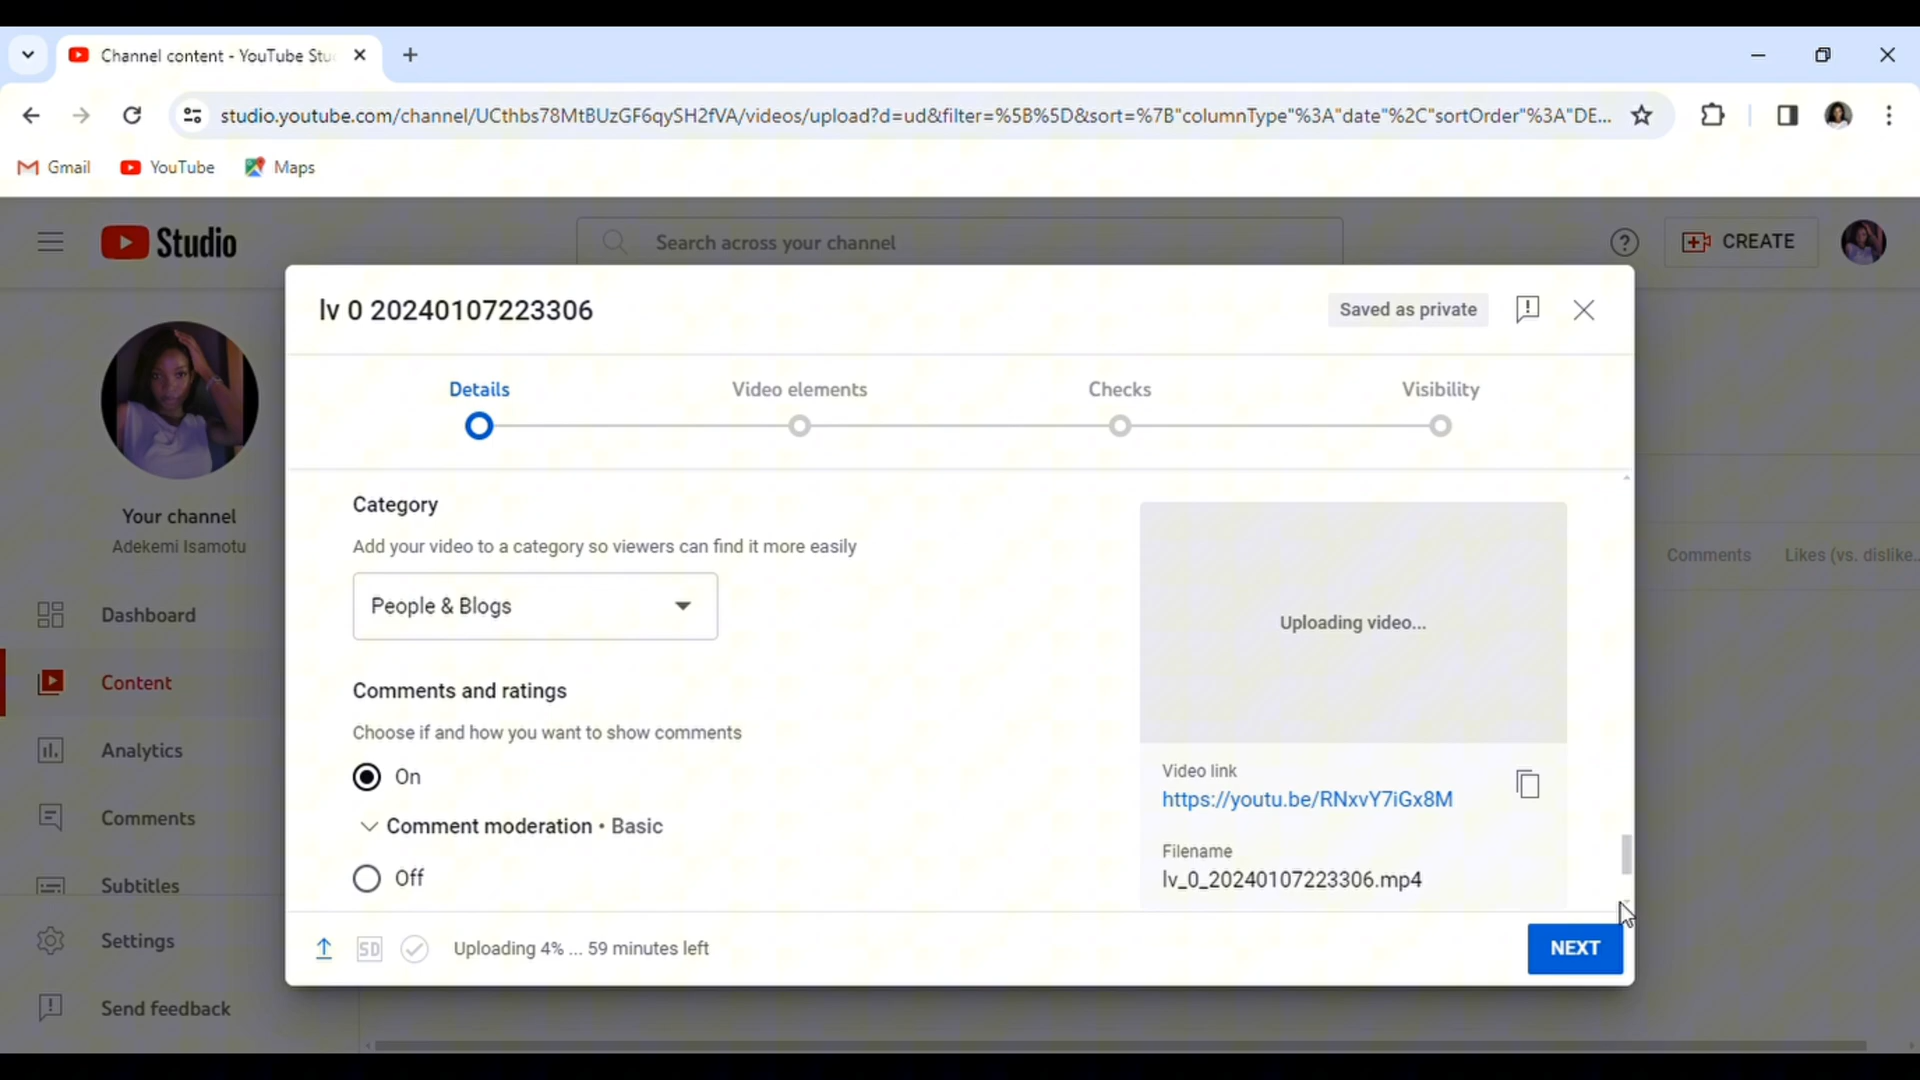 Channel content - YouTube Stu
studio.youtube.com/channel/UCthbs78MtBUzGF6qySH2fVA/videos/upload?d=ud&filter=%5B%5D&sort=%7B"columnType"%3A"date"%2C"sortOrder"%3A"DE...
Gmail YouTube Maps
Studio
Search across your channel
CREATE
lv 0 20240107223306
Saved as private
Details Video elements Checks Visibility
Your channel
Adekemi Isamotu
Dashboard
Content
Analytics
Comments
Subtitles
Settings
Send feedback
Category
Add your video to a category so viewers can find it more easily
People & Blogs
Comments and ratings
Choose if and how you want to show comments
On
Comment moderation • Basic
Off
Uploading video...
Video link
https://youtu.be/RNxvY7iGx8M
Filename
lv_0_20240107223306.mp4
Comments Likes (vs. dislike...
SD
Uploading 4% ... 59 minutes left
NEXT